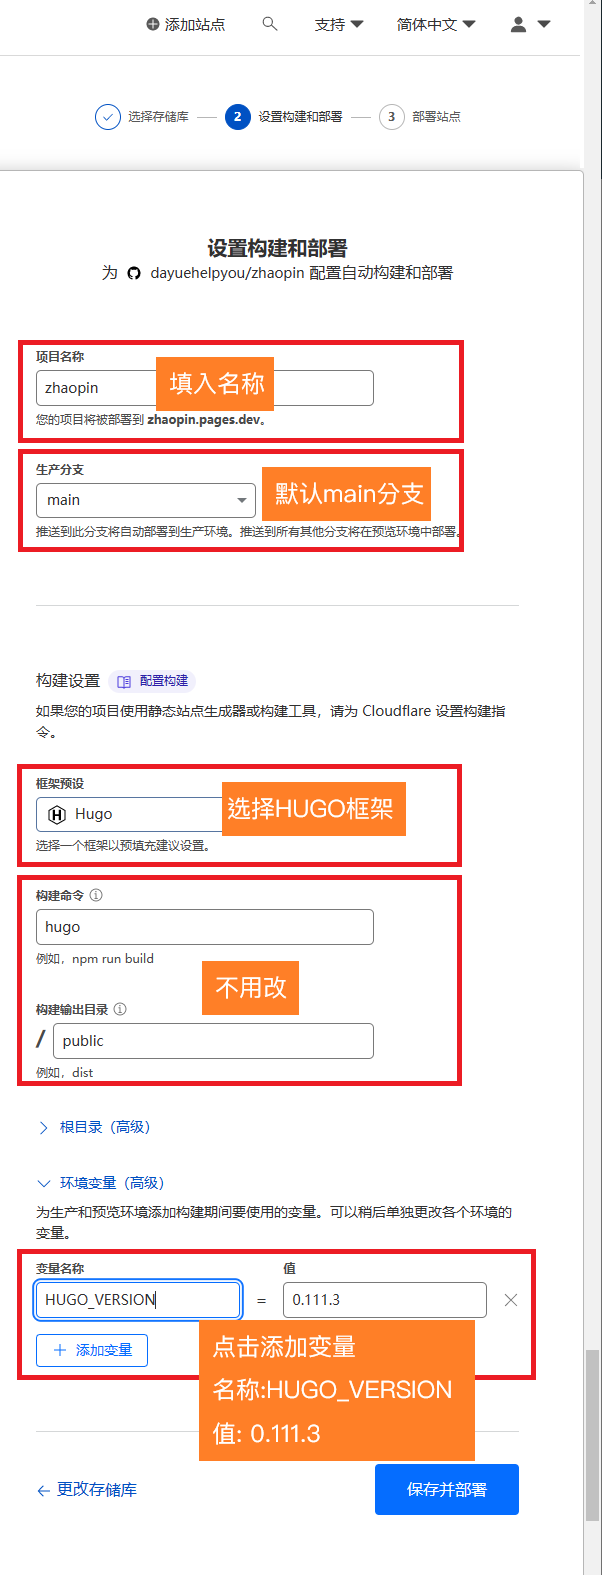 添加站点 支持 简体中文
选择存储库 2 设置构建和部署 3 部署站点
设置构建和部署
为 dayuehelpyou/zhaopin 配置自动构建和部署
项目名称
zhaopin
填入名称
您的项目将被部署到 zhaopin.pages.dev。
生产分支
main
默认main分支
推送到此分支将自动部署到生产环境。推送到所有其他分支将在预览环境中部署。
构建设置 配置构建
如果您的项目使用静态站点生成器或构建工具，请为 Cloudflare 设置构建指
令。
框架预设
Hugo
选择HUGO框架
选择一个框架以预填充建议设置。
构建命令
hugo
例如，npm run build
不用改
构建输出目录
/ public
例如，dist
根目录（高级）
环境变量（高级）
为生产和预览环境添加构建期间要使用的变量。可以稍后单独更改各个环境的
变量。
变量名称 值
HUGO_VERSION = 0.111.3
+ 添加变量
点击添加变量
名称:HUGO_VERSION
值: 0.111.3
更改存储库 保存并部署